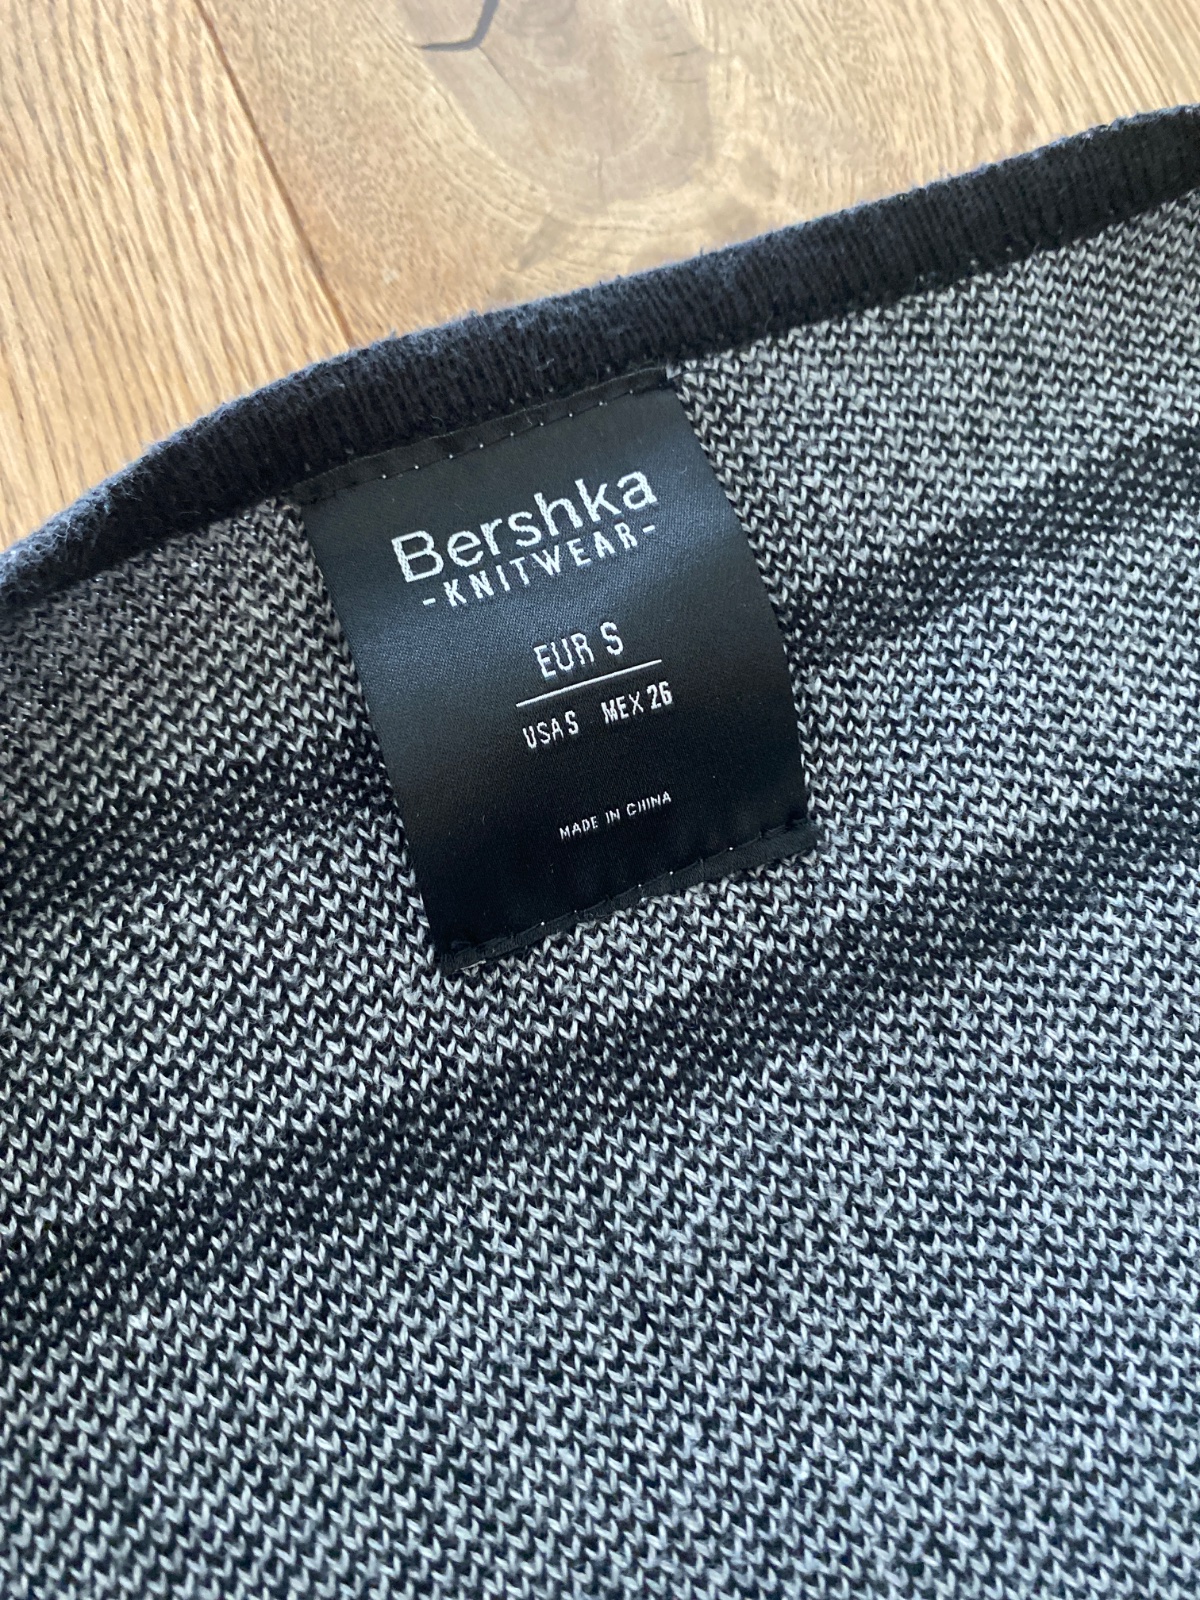 Bershka
-KNITWEAR-
EUR S
USA S MEX 26
MADE IN CHINA